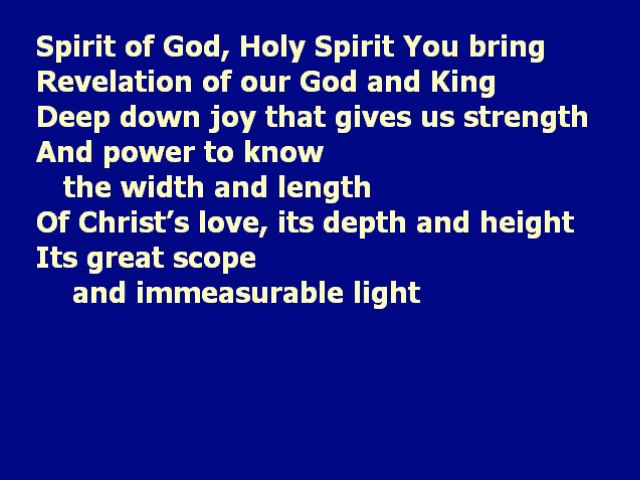 Spirit of God, Holy Spirit You bring
Revelation of our God and King
Deep down joy that gives us strength
And power to know
the width and length
Of Christ’s love, its depth and height
Its great scope
and immeasurable light